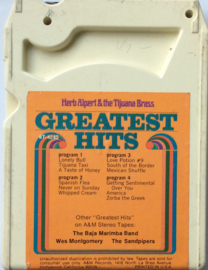 Herb Alpert & the Tijuana Brass
GREATEST
HITS
program 1
Lonely Bull
Tijuana Taxi
A Taste of Honey
program 2
Spanish Flea
Never on Sunday
Whipped Cream
program 3
Love Potion #9
South of the Border
Mexican Shuffle
program 4
Getting Sentimental
Over You
America
Zorba the Greek
Other "Greatest Hits"
on A&M Stereo Tapes:
The Baja Marimba Band
Wes Montgomery The Sandpipers